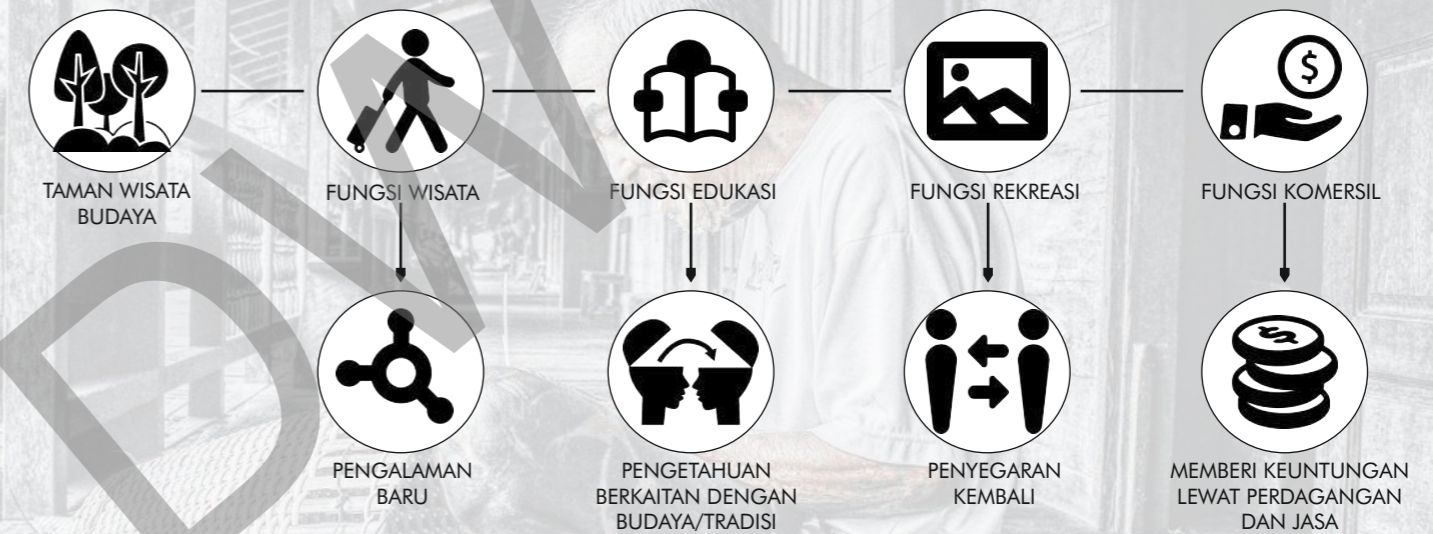 TAMAN WISATA
BUDAYA
FUNGSI WISATA
FUNGSI EDUKASI
FUNGSI REKREASI
FUNGSI KOMERSIL
PENGALAMAN
BARU
PENGETAHUAN
BERKAITAN DENGAN
BUDAYA/TRADISI
PENYEGARAN
KEMBALI
MEMBERI KEUNTUNGAN
LEWAT PERDAGANGAN
DAN JASA